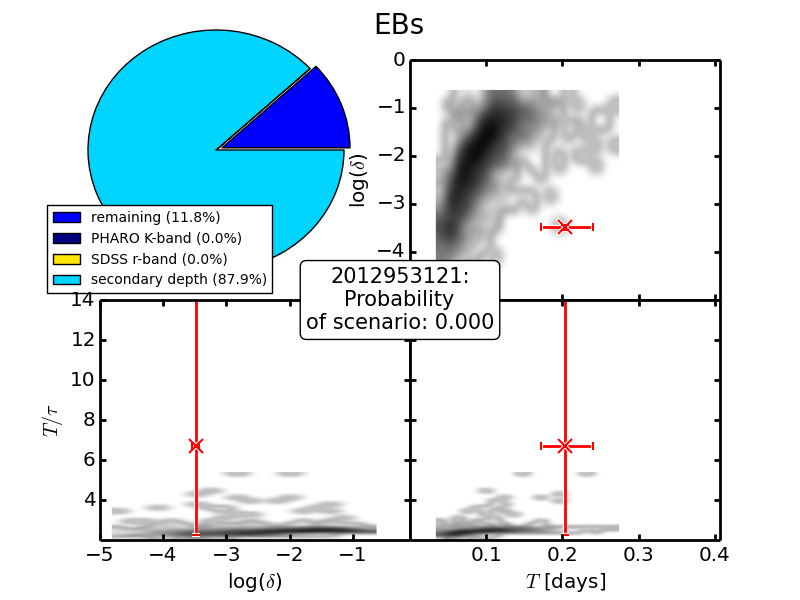 EBs
remaining (11.8%)
PHARO K-band (0.0%)
SDSS r-band (0.0%)
secondary depth (87.9%)
0
−1
−2
−3
−4
log(δ)
2012953121:
Probability
of scenario: 0.000
14
12
10
8
6
4
T/τ
−5 −4 −3 −2 −1
log(δ)
0.1 0.2 0.3 0.4
T [days]